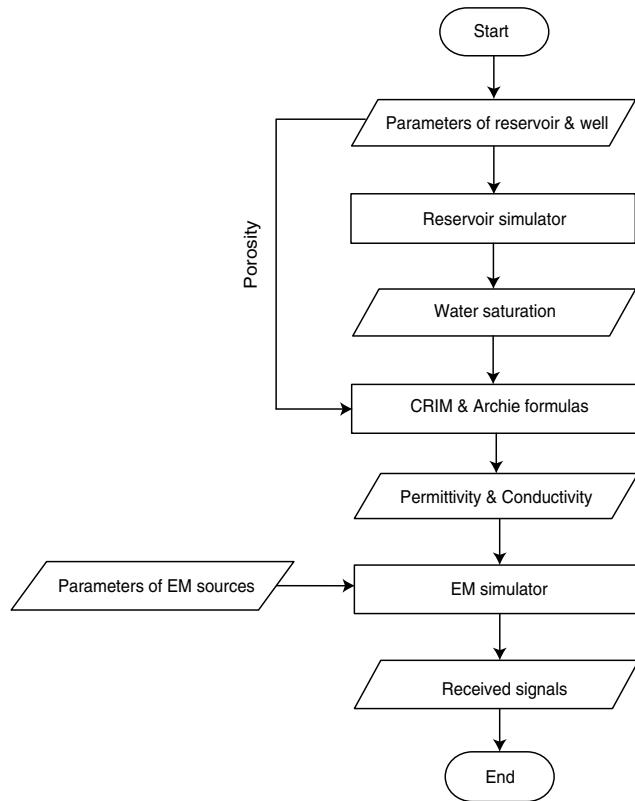 Start
Parameters of reservoir & well
Reservoir simulator
Porosity
Water saturation
CRIM & Archie formulas
Permittivity & Conductivity
Parameters of EM sources
EM simulator
Received signals
End